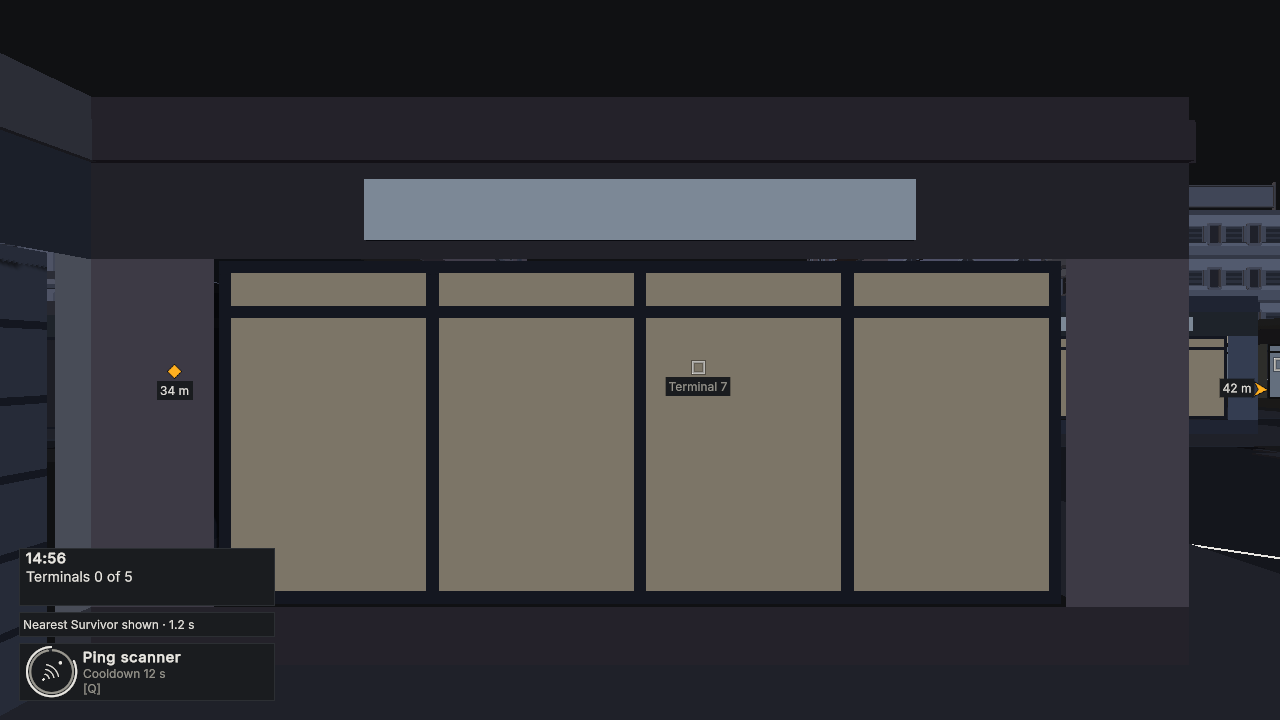 34 m
Terminal 7
42 m
14:56
Terminals 0 of 5
Nearest Survivor shown · 1.2 s
Ping scanner
Cooldown 12 s
[Q]